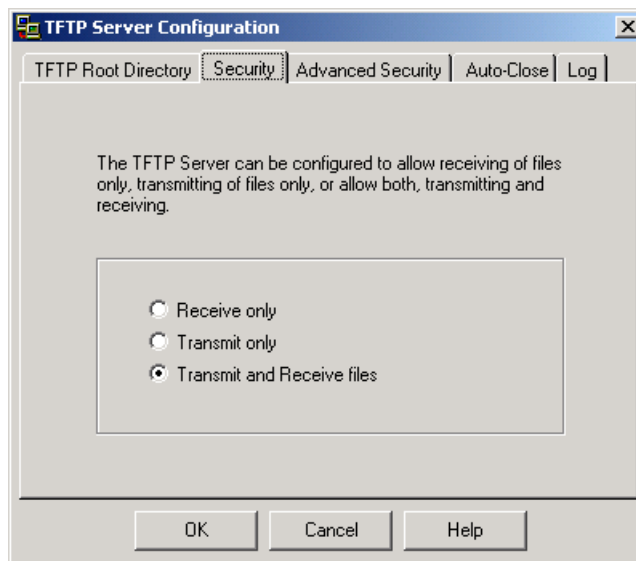 TFTP Server Configuration
TFTP Root Directory Security Advanced Security Auto-Close Log
The TFTP Server can be configured to allow receiving of files
only, transmitting of files only, or allow both, transmitting and
receiving.
Receive only
Transmit only
Transmit and Receive files
OK Cancel Help